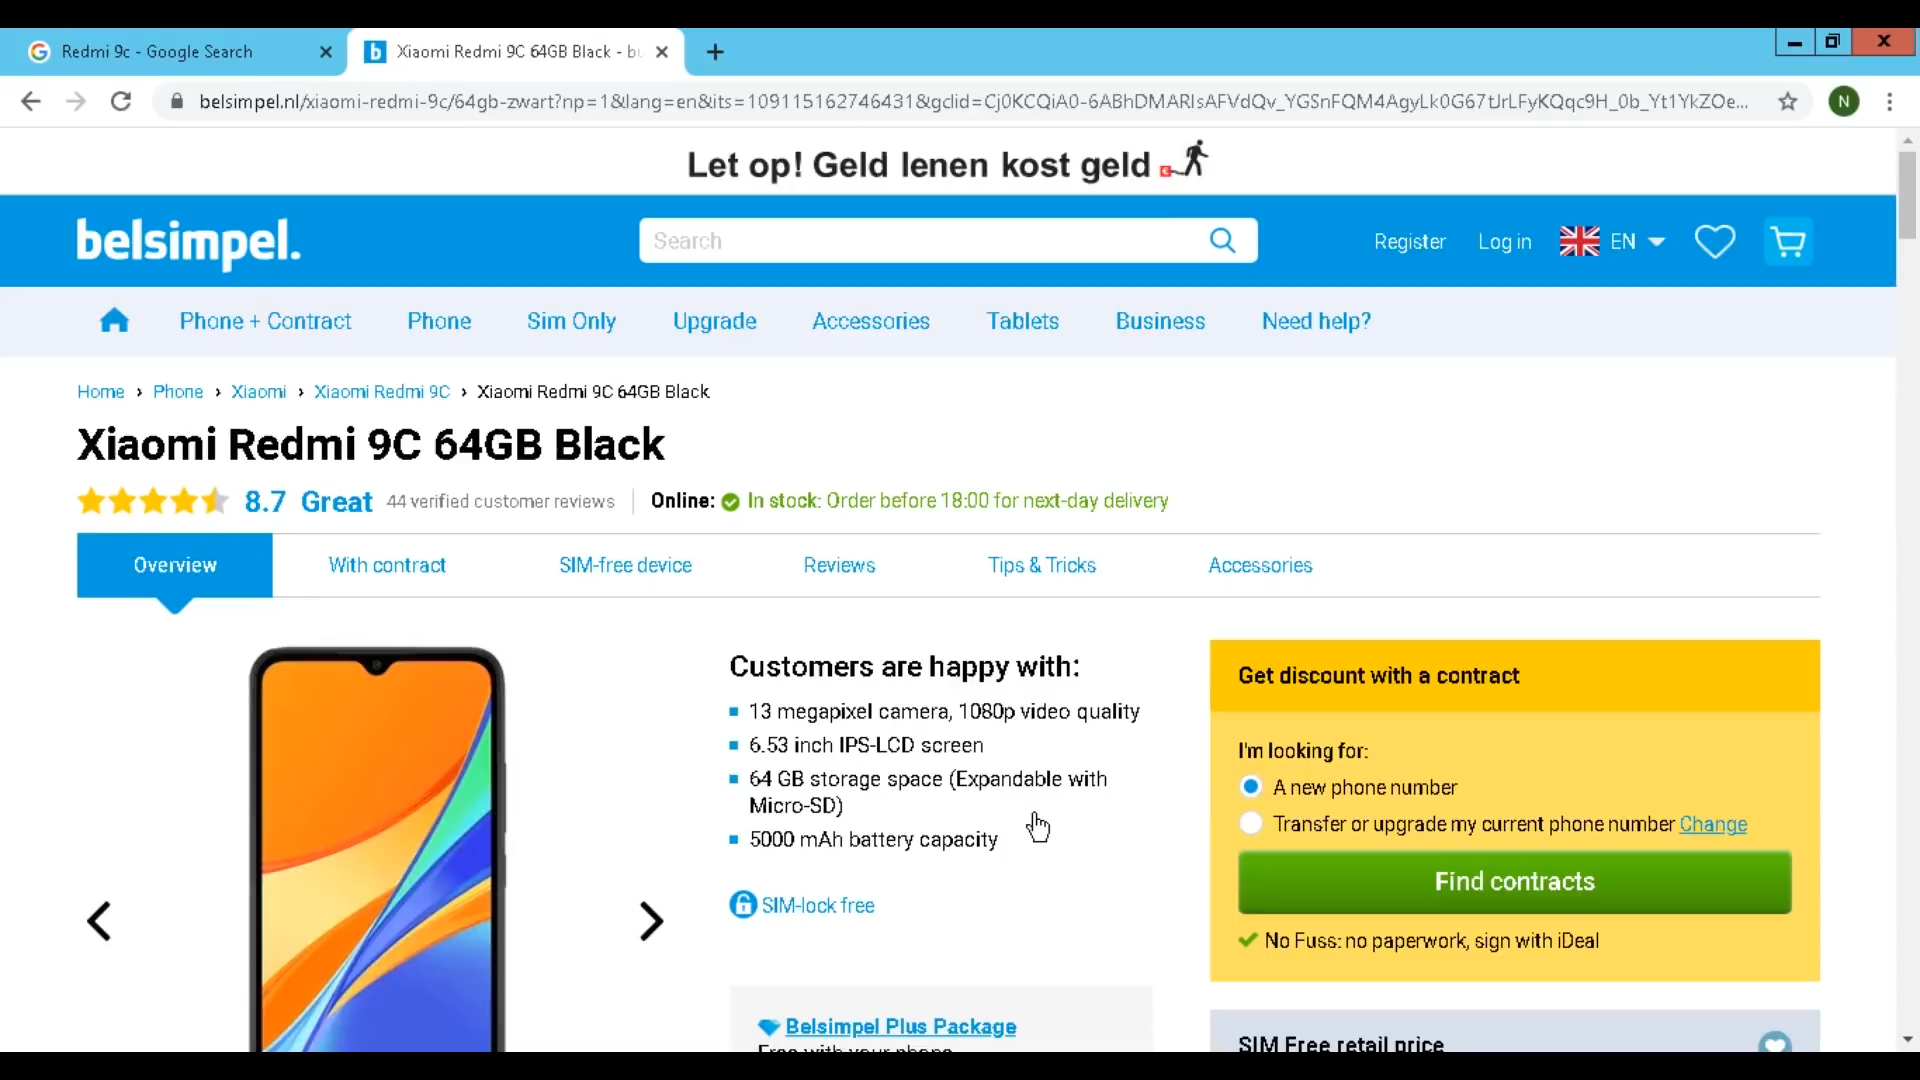 Redmi 9c - Google Search
Xiaomi Redmi 9C 64GB Black - bu
belsimpel.nl/xiaomi-redmi-9c/64gb-zwart?np=1&lang=en&its=109115162746431&gclid=Cj0KCQiA0-6ABhDMARIsAFVdQv_YGSnFQM4AgyLk0G67tJrLFyKQqc9H_0b_Yt1YkZOe...
N
Let op! Geld lenen kost geld
belsimpel.
Search
Register
Log in
EN
Phone + Contract
Phone
Sim Only
Upgrade
Accessories
Tablets
Business
Need help?
Home › Phone › Xiaomi › Xiaomi Redmi 9C › Xiaomi Redmi 9C 64GB Black
Xiaomi Redmi 9C 64GB Black
8.7 Great 44 verified customer reviews
Online: In stock: Order before 18:00 for next-day delivery
Overview
With contract
SIM-free device
Reviews
Tips & Tricks
Accessories
Customers are happy with:
13 megapixel camera, 1080p video quality
6.53 inch IPS-LCD screen
64 GB storage space (Expandable with
Micro-SD)
5000 mAh battery capacity
SIM-lock free
Belsimpel Plus Package
Free with your phone
Get discount with a contract
I'm looking for:
A new phone number
Transfer or upgrade my current phone number Change
Find contracts
No Fuss: no paperwork, sign with iDeal
SIM Free retail price